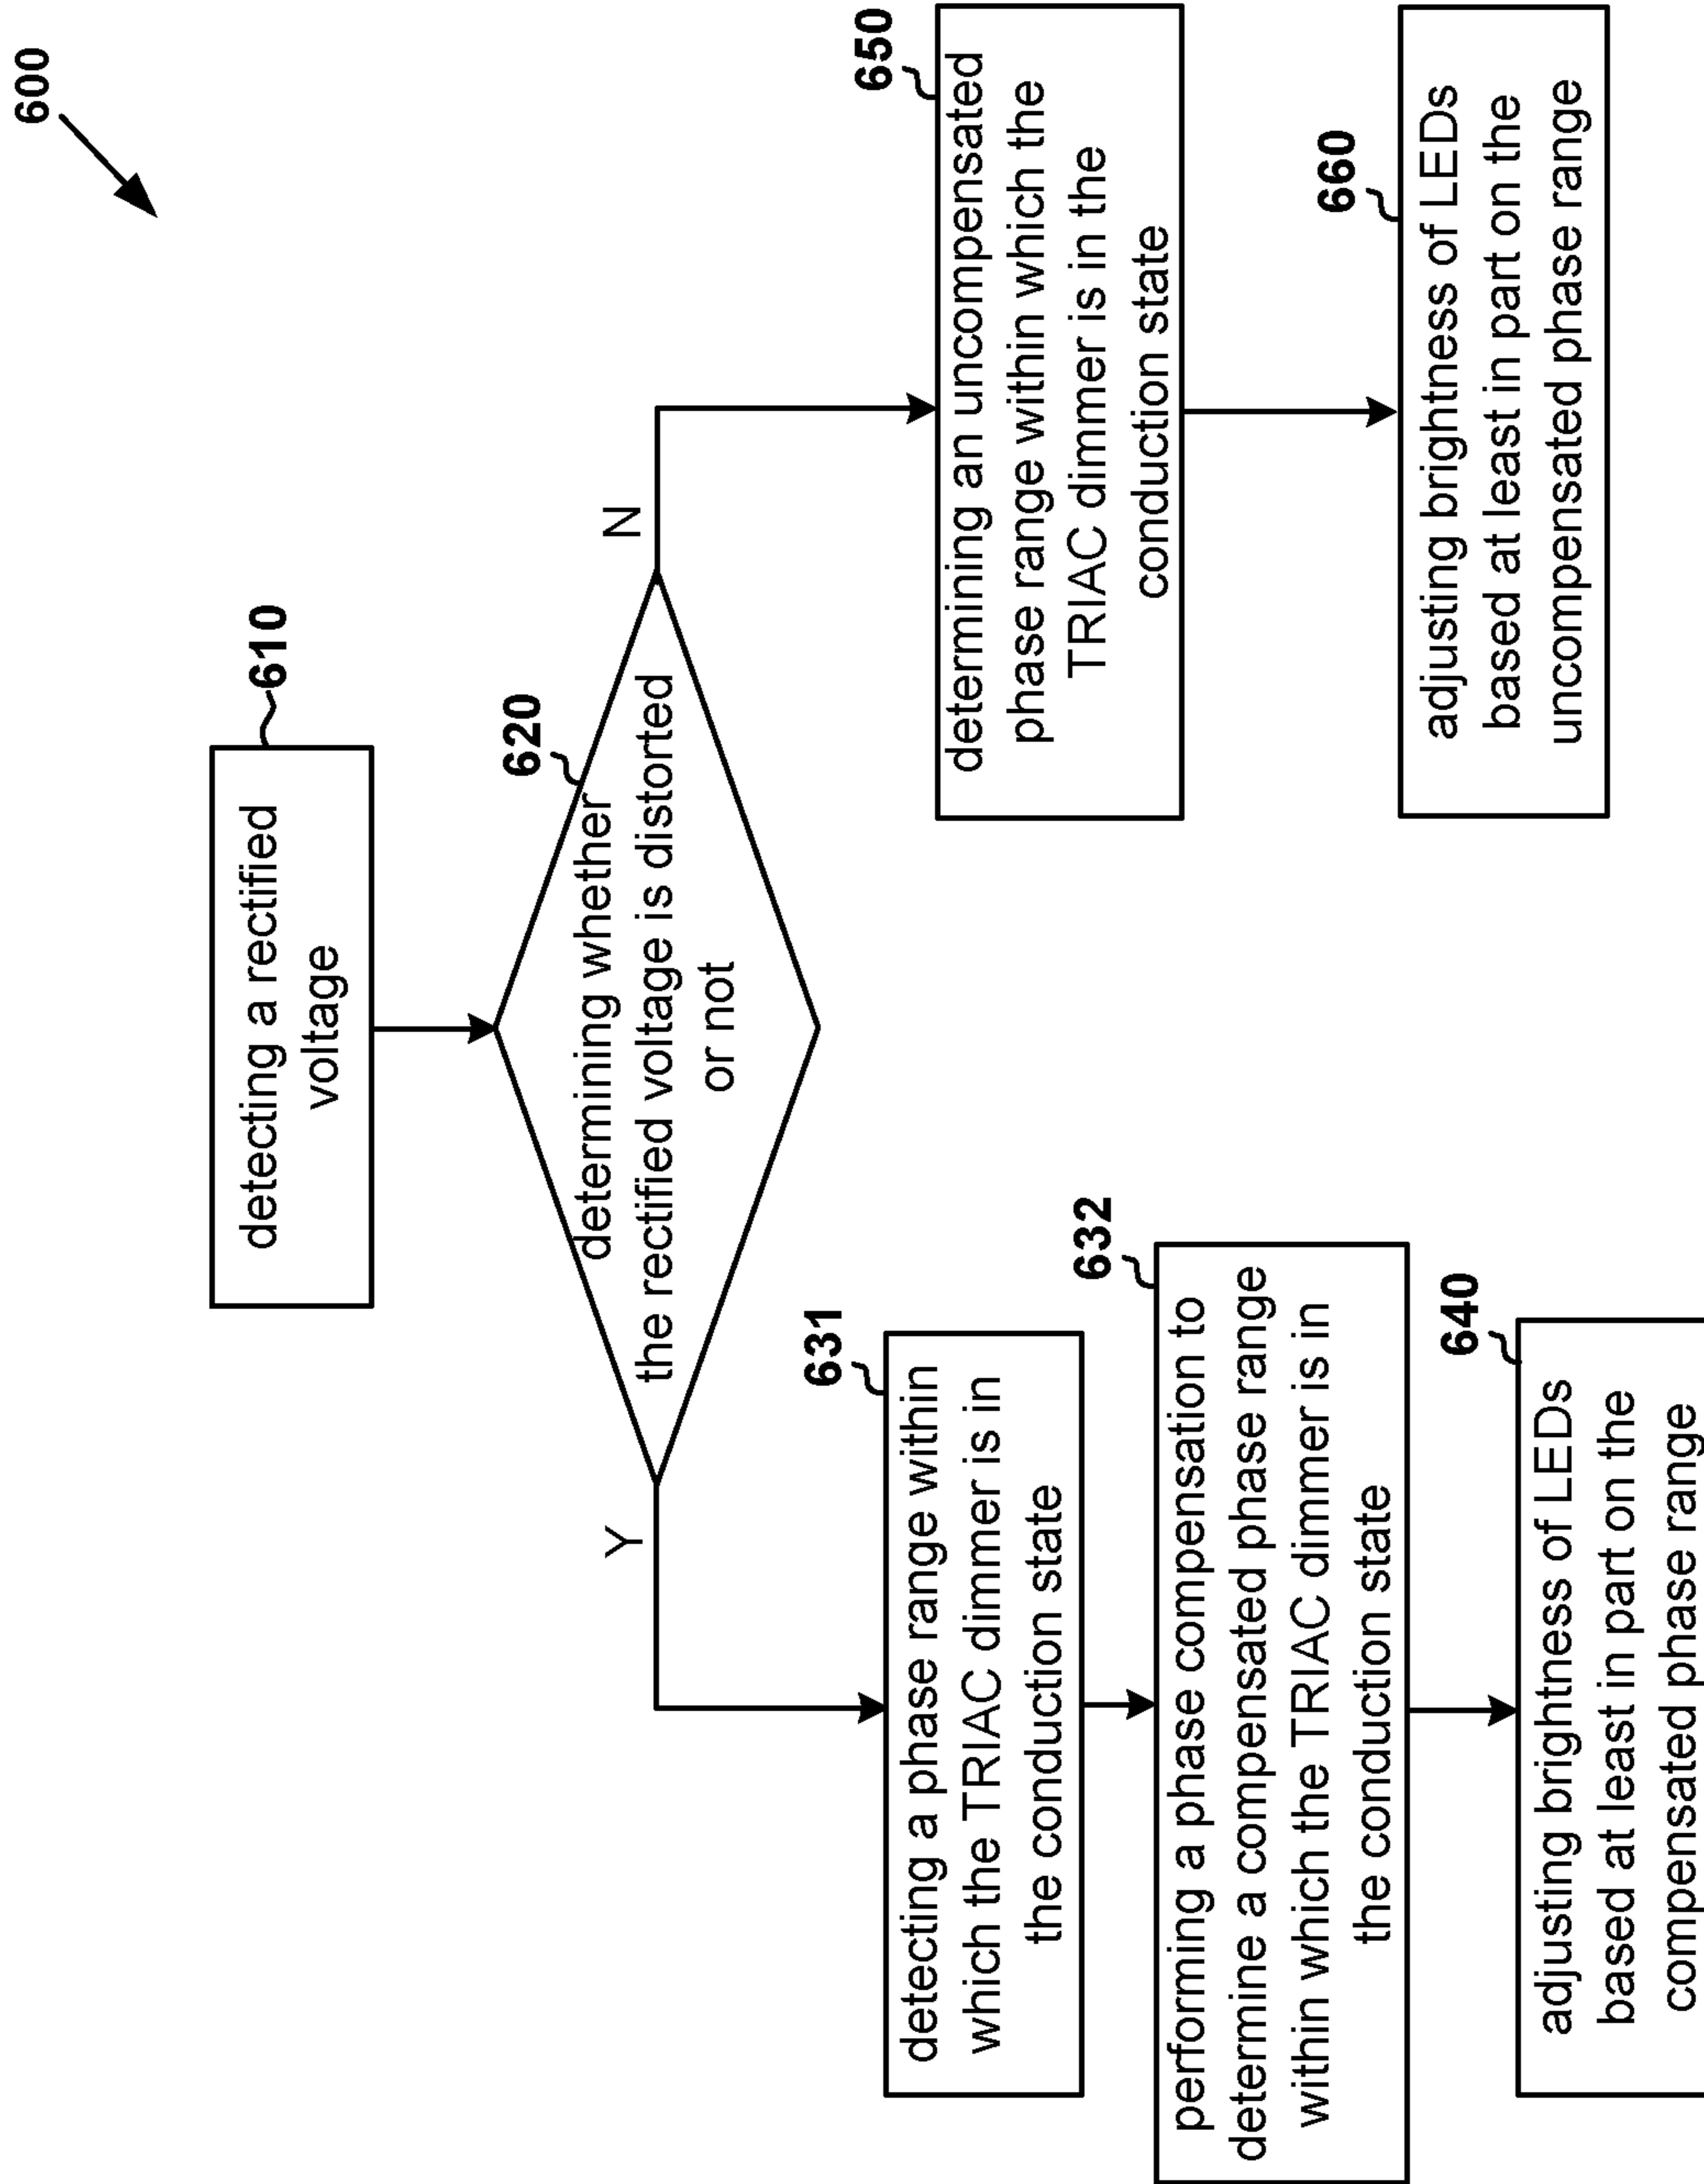 600
610
detecting a rectified
voltage
620
determining whether
the rectified voltage is distorted
or not
Y
N
631
detecting a phase range within
which the TRIAC dimmer is in
the conduction state
632
performing a phase compensation to
determine a compensated phase range
within which the TRIAC dimmer is in
the conduction state
640
adjusting brightness of LEDs
based at least in part on the
compensated phase range
650
determining an uncompensated
phase range within which the
TRIAC dimmer is in the
conduction state
660
adjusting brightness of LEDs
based at least in part on the
uncompensated phase range